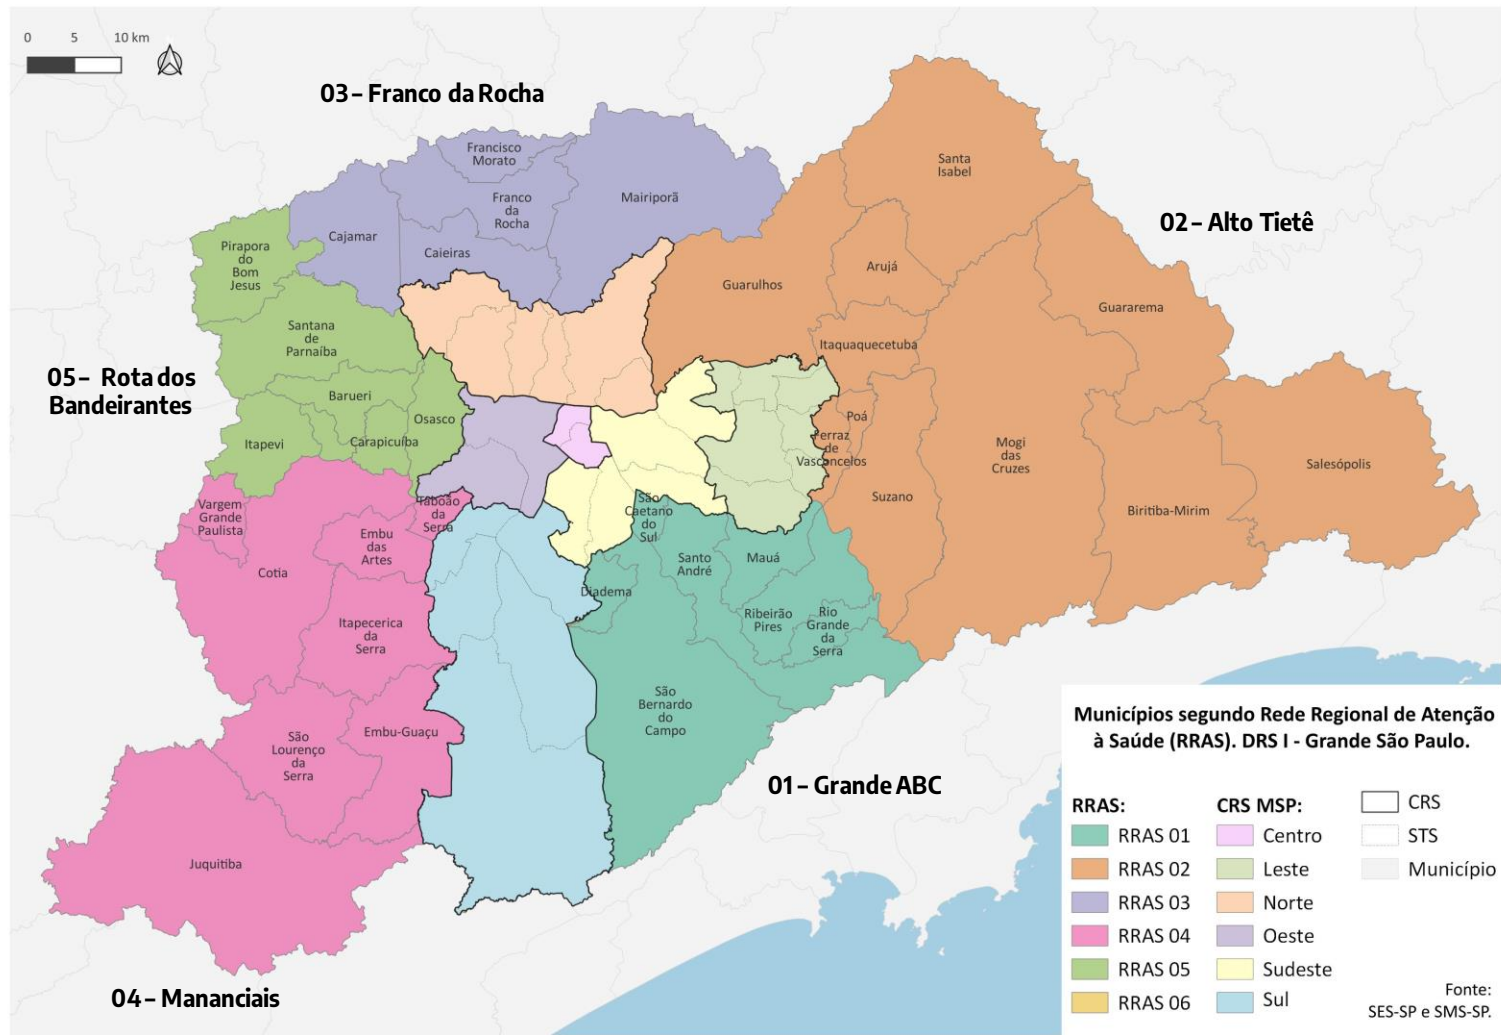 0 5 10 km
03 – Franco da Rocha
Francisco
Morato
Franco
da
Rocha
Mairiporã
Cajamar
Caieiras
Santa
Isabel
02 – Alto Tietê
Pirapora
do
Bom
Jesus
Guarulhos
Arujá
Guararema
Santana
de
Parnaíba
Itaquaquecetuba
05 – Rota dos
Bandeirantes
Barueri
Osasco
Itapevi
Carapicuíba
Poá
Ferraz
de
Vasconcelos
Mogi
das
Cruzes
Salesópolis
Suzano
Biritiba-Mirim
Vargem
Grande
Paulista
Taboão
da
Serra
Embu
das
Artes
Cotia
São
Caetano
do
Sul
Santo
André
Mauá
Diadema
Ribeirão
Pires
Rio
Grande
da
Serra
Itapecerica
da
Serra
São
Bernardo
do
Campo
São
Lourenço
da
Serra
Embu-Guaçu
01 – Grande ABC
Juquitiba
04 – Mananciais
Municípios segundo Rede Regional de Atenção
à Saúde (RRAS). DRS I - Grande São Paulo.
RRAS:
RRAS 01
RRAS 02
RRAS 03
RRAS 04
RRAS 05
RRAS 06
CRS MSP:
Centro
Leste
Norte
Oeste
Sudeste
Sul
CRS
STS
Município
Fonte:
SES-SP e SMS-SP.